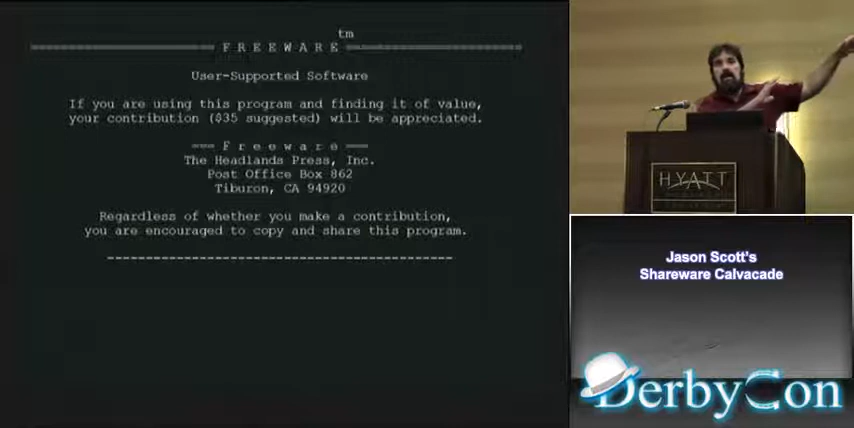 tm
FREEWARE
User-Supported Software
If you are using this program and finding it of value,
your contribution ($35 suggested) will be appreciated.
Freeware
The Headlands Press, Inc.
Post Office Box 862
Tiburon, CA 94920
Regardless of whether you make a contribution,
you are encouraged to copy and share this program.
HYATT
Jason Scott's
Shareware Calvacade
DerbyCon